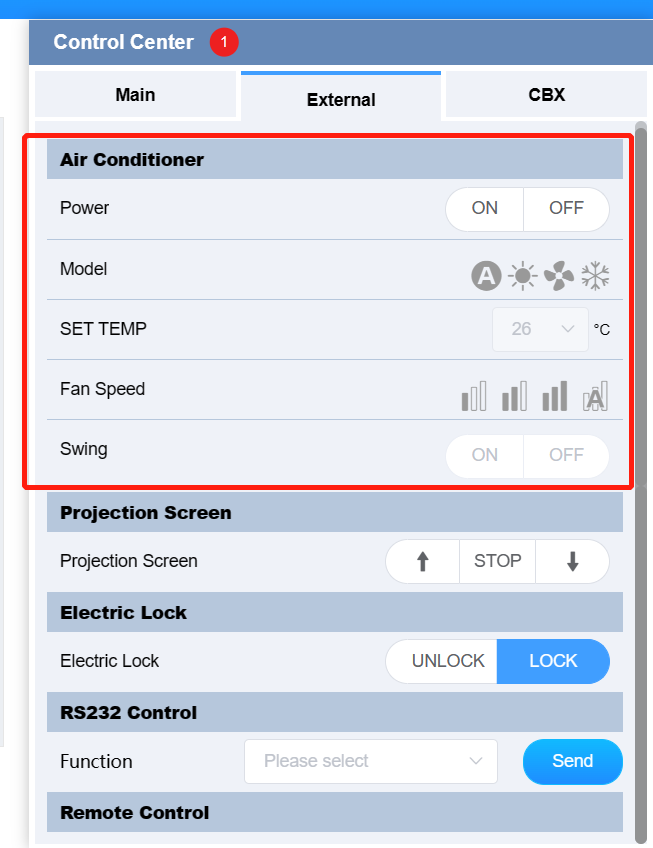 Control Center 1
Main External CBX
Air Conditioner
Power ON OFF
Model A
SET TEMP 26 °C
Fan Speed A
Swing ON OFF
Projection Screen
Projection Screen STOP
Electric Lock
Electric Lock UNLOCK LOCK
RS232 Control
Function Please select Send
Remote Control